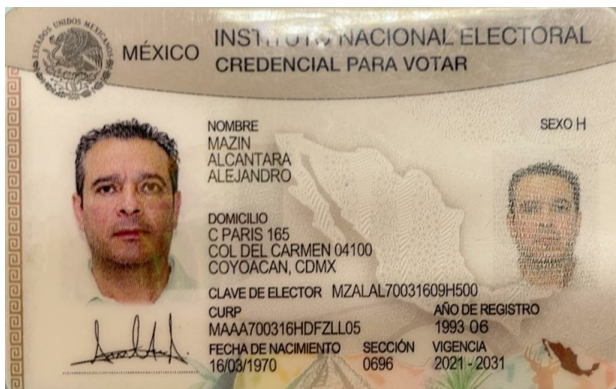 ESTADOS UNIDOS MEXICANOS
MÉXICO
INSTITUTO NACIONAL ELECTORAL
CREDENCIAL PARA VOTAR
NOMBRE
MAZIN
ALCANTARA
ALEJANDRO
SEXO H
DOMICILIO
C PARIS 165
COL DEL CARMEN 04100
COYOACAN, CDMX
CLAVE DE ELECTOR MZALAL70031609H500
CURP
MAAA700316HDFZLL05
AÑO DE REGISTRO
1993 06
FECHA DE NACIMIENTO SECCIÓN VIGENCIA
16/03/1970 0696 2021 - 2031